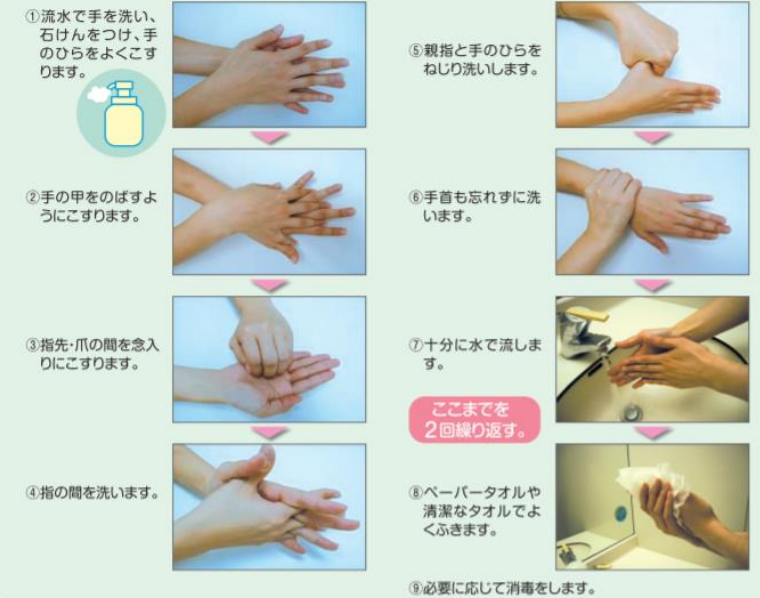 ①流水で手を洗い、
石けんをつけ、手
のひらをよくこす
ります。
②手の甲をのばすよ
うにこすります。
③指先・爪の間を念入
りにこすります。
④指の間を洗います。
⑤親指と手のひらを
ねじり洗いします。
⑥手首も忘れずに洗
います。
⑦十分に水で流しま
す。
ここまでを
2回繰り返す。
⑧ペーパータオルや
清潔なタオルでよ
くふきます。
⑨必要に応じて消毒をします。